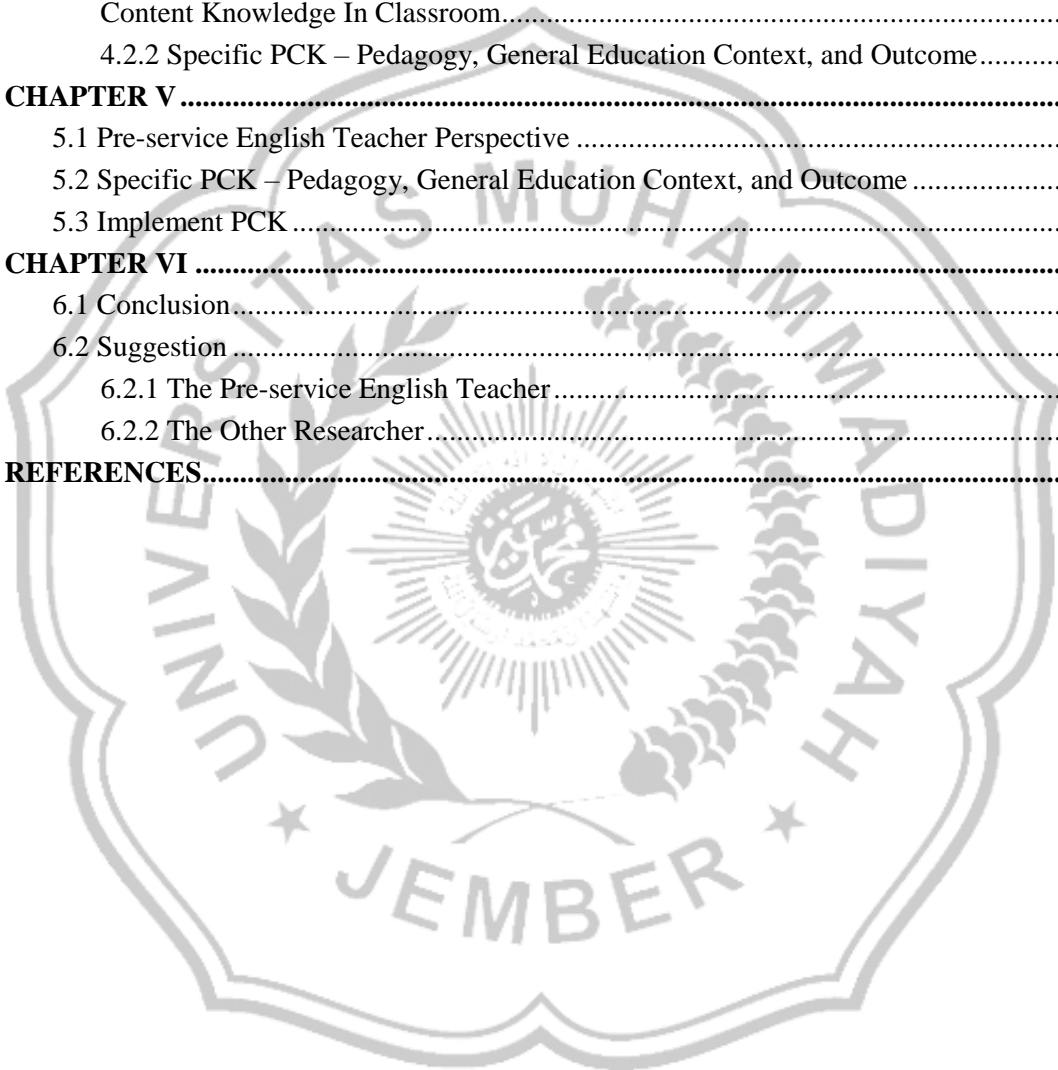 Content Knowledge In Classroom
4.2.2 Specific PCK – Pedagogy, General Education Context, and Outcome
CHAPTER V
5.1 Pre-service English Teacher Perspective
5.2 Specific PCK – Pedagogy, General Education Context, and Outcome
5.3 Implement PCK
CHAPTER VI
6.1 Conclusion
6.2 Suggestion
6.2.1 The Pre-service English Teacher
6.2.2 The Other Researcher
REFERENCES
UNIVERSITAS MUHAMMADIYAH
JEMBER